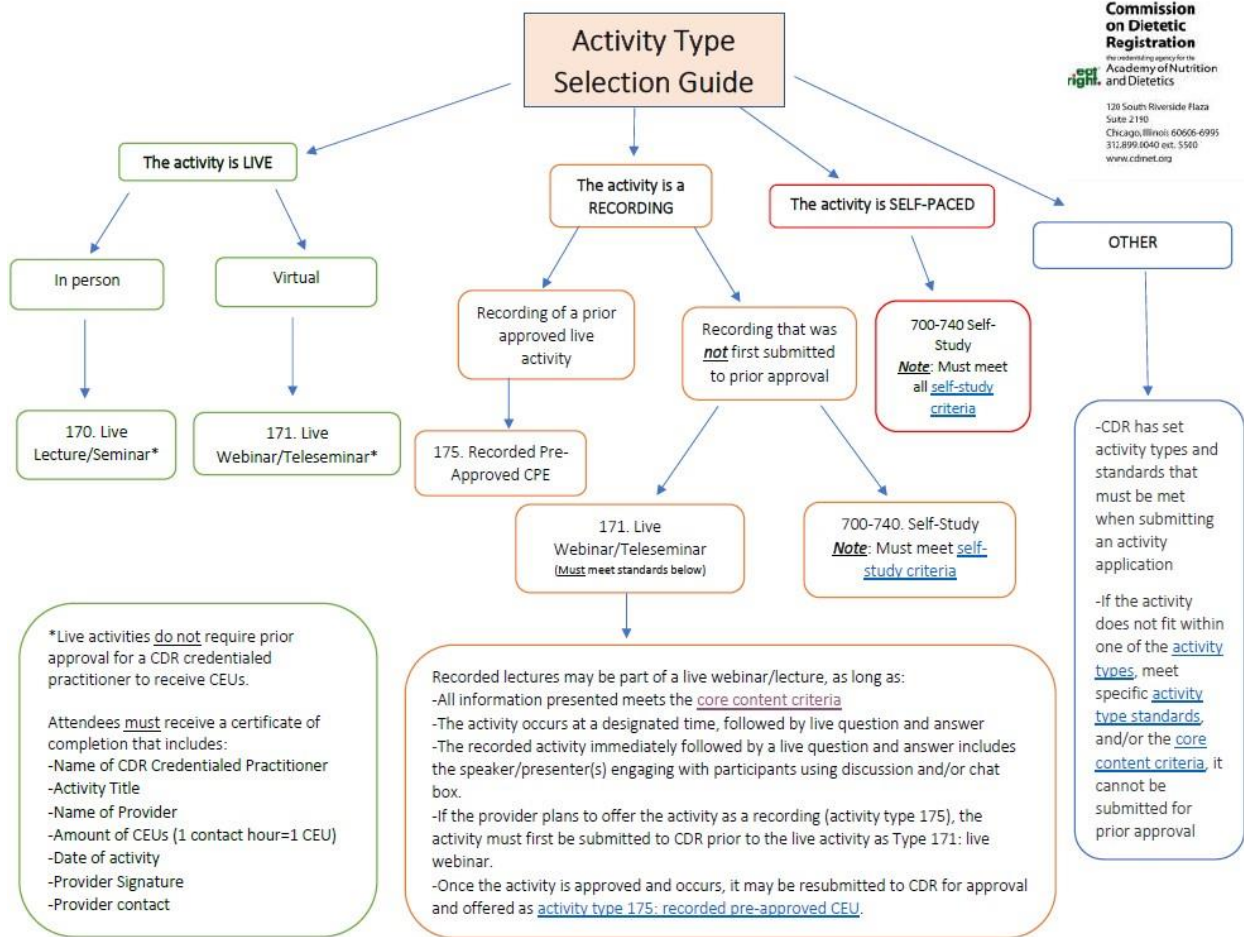 Activity Type
Selection Guide
Commission
on Dietetic
Registration
the credentialing agency for the
eat right. Academy of Nutrition
and Dietetics
120 South Riverside Plaza
Suite 2190
Chicago, Illinois 60606-6995
312.899.0040 ext. 5500
www.cdrnet.org
The activity is LIVE
The activity is a
RECORDING
The activity is SELF-PACED
OTHER
In person
Virtual
Recording of a prior
approved live
activity
Recording that was
not first submitted
to prior approval
700-740 Self-
Study
Note: Must meet
all self-study
criteria
170. Live
Lecture/Seminar*
171. Live
Webinar/Teleseminar*
175. Recorded Pre-
Approved CPE
171. Live
Webinar/Teleseminar
(Must meet standards below)
700-740. Self-Study
Note: Must meet self-
study criteria
-CDR has set
activity types and
standards that
must be met
when submitting
an activity
application
-If the activity
does not fit within
one of the activity
types, meet
specific activity
type standards,
and/or the core
content criteria, it
cannot be
submitted for
prior approval
*Live activities do not require prior
approval for a CDR credentialed
practitioner to receive CEUs.
Attendees must receive a certificate of
completion that includes:
-Name of CDR Credentialed Practitioner
-Activity Title
-Name of Provider
-Amount of CEUs (1 contact hour=1 CEU)
-Date of activity
-Provider Signature
-Provider contact
Recorded lectures may be part of a live webinar/lecture, as long as:
-All information presented meets the core content criteria
-The activity occurs at a designated time, followed by live question and answer
-The recorded activity immediately followed by a live question and answer includes
the speaker/presenter(s) engaging with participants using discussion and/or chat
box.
-If the provider plans to offer the activity as a recording (activity type 175), the
activity must first be submitted to CDR prior to the live activity as Type 171: live
webinar.
-Once the activity is approved and occurs, it may be resubmitted to CDR for approval
and offered as activity type 175: recorded pre-approved CEU.